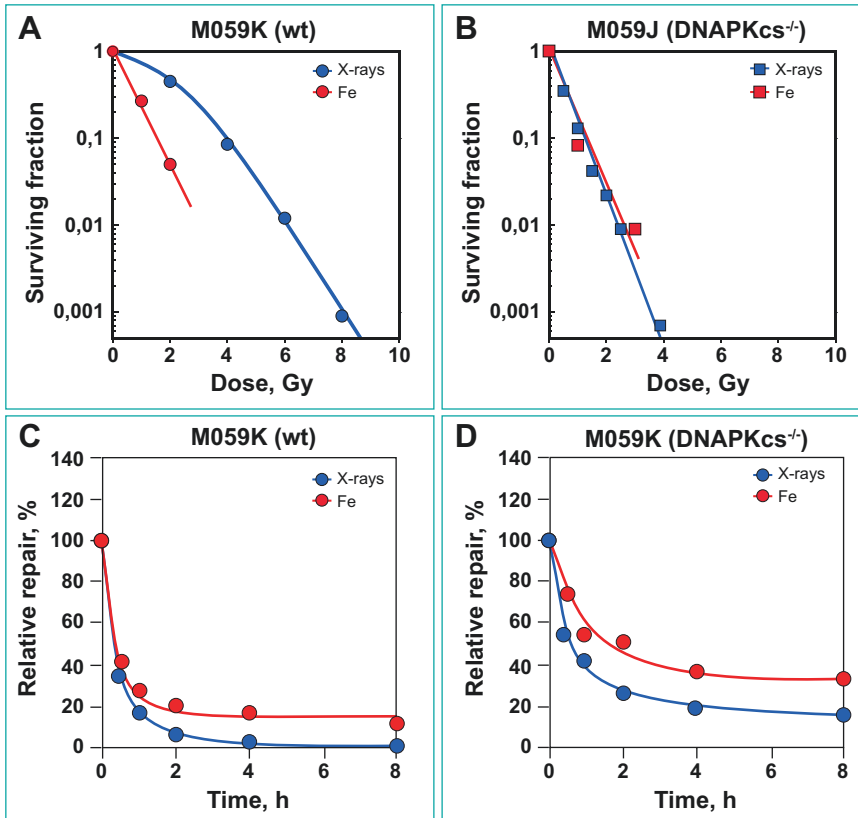 A
M059K (wt)
X-rays
Fe
1
0,1
0,01
0,001
Surviving fraction
0 2 4 6 8 10
Dose, Gy
B
M059J (DNAPKcs-/-)
X-rays
Fe
1
0,1
0,01
0,001
Surviving fraction
0 2 4 6 8 10
Dose, Gy
C
M059K (wt)
X-rays
Fe
140
120
100
80
60
40
20
0
Relative repair, %
0 2 4 6 8
Time, h
D
M059K (DNAPKcs-/-)
X-rays
Fe
140
120
100
80
60
40
20
0
Relative repair, %
0 2 4 6 8
Time, h